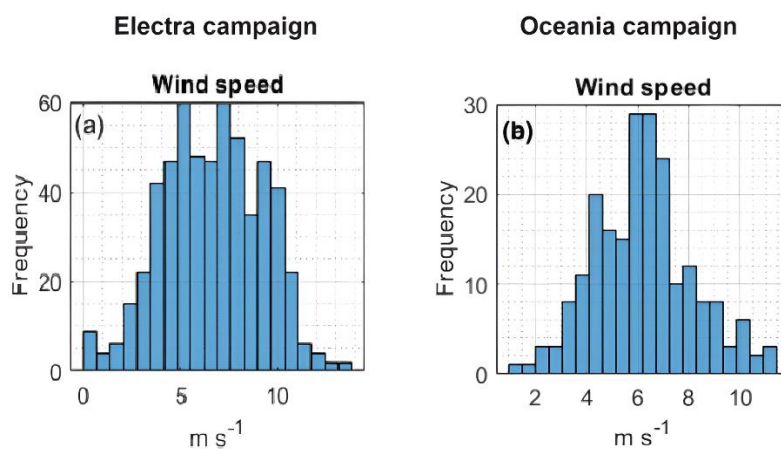 Electra campaign
Oceania campaign
Wind speed
(a)
60
40
20
0
Frequency
0 5 10
m s⁻¹
Wind speed
(b)
30
20
10
0
Frequency
2 4 6 8 10
m s⁻¹